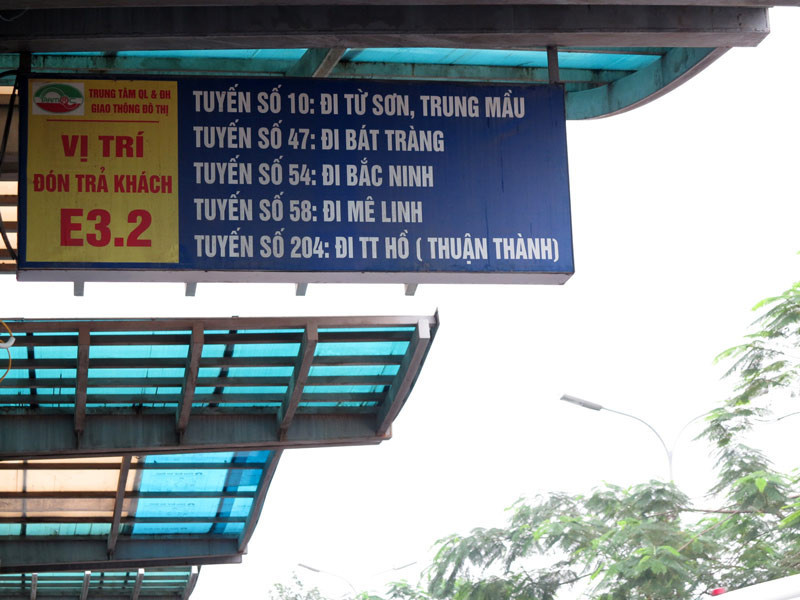 TRUNG TÂM QL & ĐH
GIAO THÔNG ĐÔ THỊ
VỊ TRÍ
ĐÓN TRẢ KHÁCH
E3.2
TUYẾN SỐ 10: ĐI TỪ SƠN, TRUNG MẦU
TUYẾN SỐ 47: ĐI BÁT TRÀNG
TUYẾN SỐ 54: ĐI BẮC NINH
TUYẾN SỐ 58: ĐI MÊ LINH
TUYẾN SỐ 204: ĐI TT HỒ ( THUẬN THÀNH)